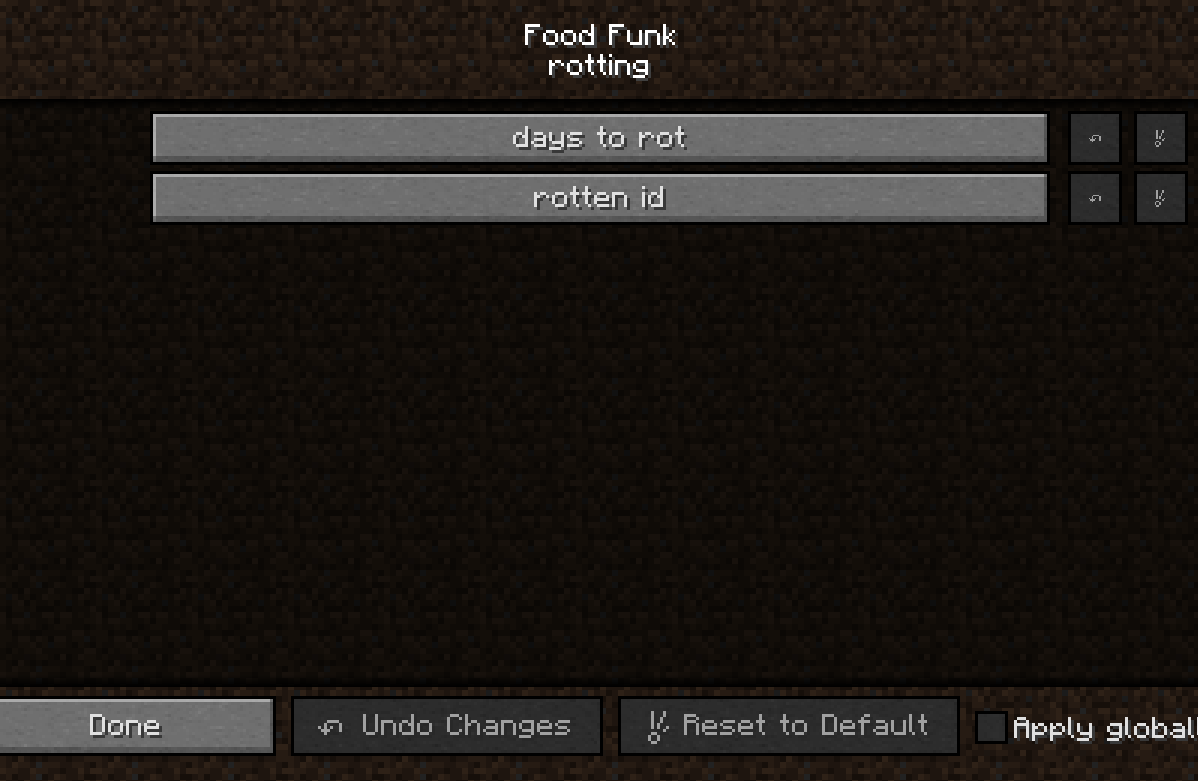 Food Funk
rotting
days to rot
rotten id
Done
Undo Changes
Reset to Default
Apply globall